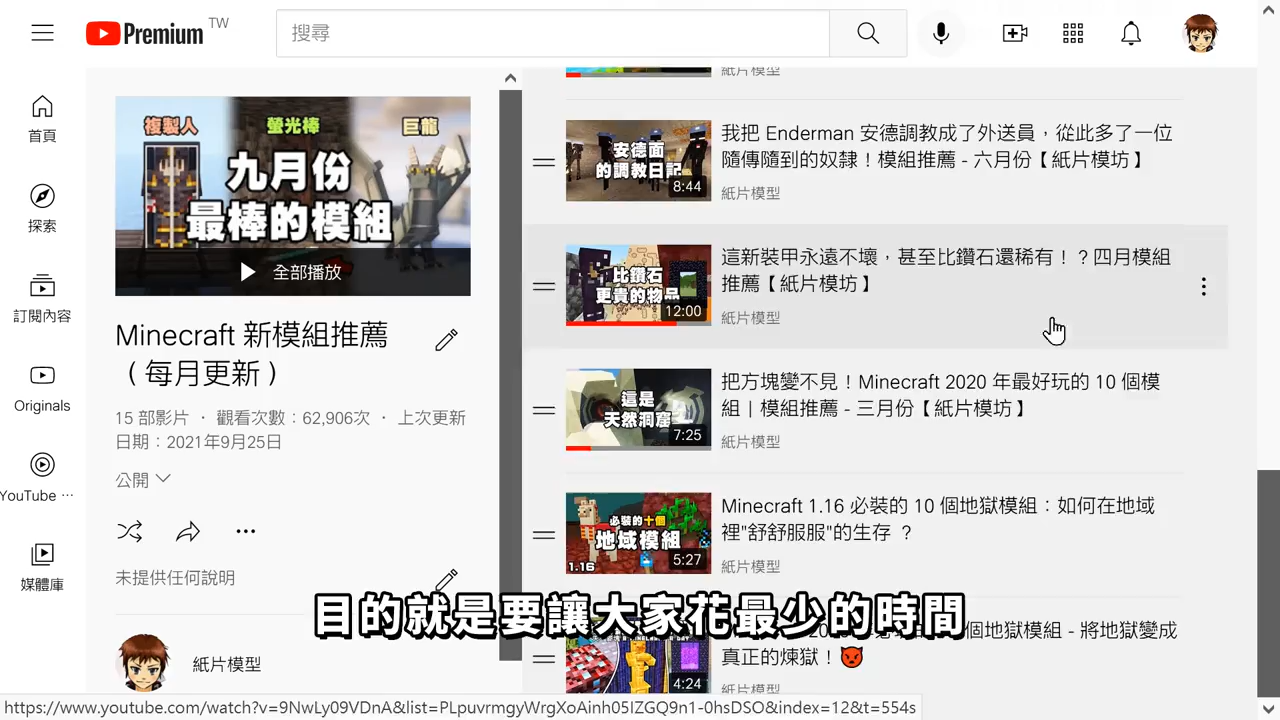 Premium TW
搜尋
首頁
探索
訂閱內容
Originals
YouTube ...
媒體庫
複製人
螢光棒
巨龍
九月份
最棒的模組
全部播放
Minecraft 新模組推薦
（每月更新）
15 部影片 · 觀看次數：62,906次 · 上次更新
日期：2021年9月25日
公開
未提供任何說明
紙片模型
紙片模型
安德面
的調教日記
8:44
我把 Enderman 安德調教成了外送員，從此多了一位
隨傳隨到的奴隸！模組推薦 - 六月份【紙片模坊】
紙片模型
比鑽石
更貴的物品
12:00
這新裝甲永遠不壞，甚至比鑽石還稀有！？四月模組
推薦【紙片模坊】
紙片模型
這是
天然洞窟
7:25
把方塊變不見！Minecraft 2020 年最好玩的 10 個模
組 | 模組推薦 - 三月份【紙片模坊】
紙片模型
必裝的十個
地域模組
1.16
5:27
Minecraft 1.16 必裝的 10 個地獄模組：如何在地域
裡"舒舒服服"的生存 ？
紙片模型
個地獄模組 - 將地獄變成
真正的煉獄！😈
4:24
紙片模型
目的就是要讓大家花最少的時間
https://www.youtube.com/watch?v=9NwLy09VDnA&list=PLpuvrmgyWrgXoAinh05IZGQ9n1-0hsDSO&index=12&t=554s